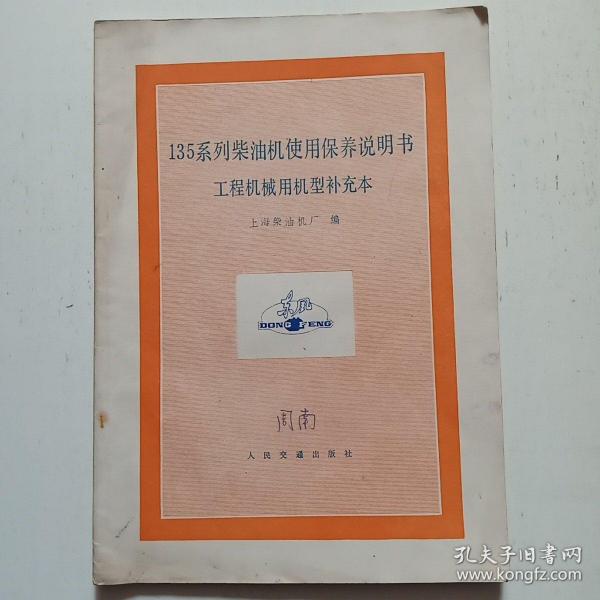 135系列柴油机使用保养说明书
工程机械用机型补充本
上海柴油机厂 编
东风
DONG FENG
周南
人民交通出版社
孔夫子旧书网
www.kongfz.com